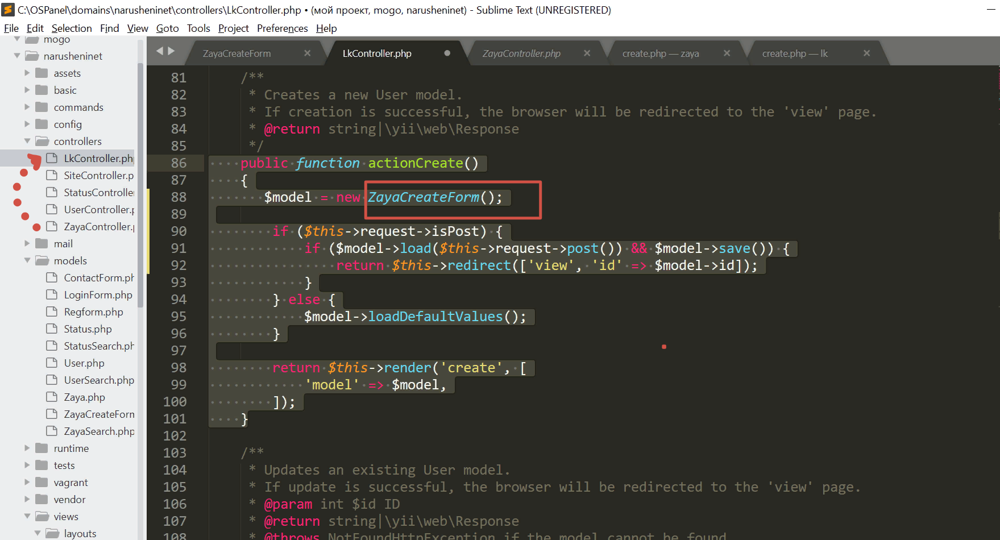 C:\OSPanel\domains\narusheninet\controllers\LkController.php • (мой проект, mogo, narusheninet) - Sublime Text (UNREGISTERED)
File Edit Selection Find View Goto Tools Project Preferences Help
mogo
narusheninet
assets
basic
commands
config
controllers
LkController.ph
SiteController.p
StatusController
UserController.p
ZayaController.p
mail
models
ContactForm.ph
LoginForm.php
Regform.php
Status.php
StatusSearch.ph
User.php
UserSearch.php
Zaya.php
ZayaCreateForm
ZayaSearch.php
runtime
tests
vagrant
vendor
views
layouts
ZayaCreateForm LkController.php ZayaController.php create.php — zaya create.php — lk
81 /**
82 * Creates a new User model.
83 * If creation is successful, the browser will be redirected to the 'view' page.
84 * @return string|\yii\web\Response
85 */
86 public function actionCreate()
87 {
88 $model = new ZayaCreateForm();
89
90 if ($this->request->isPost) {
91 if ($model->load($this->request->post()) && $model->save()) {
92 return $this->redirect(['view', 'id' => $model->id]);
93 }
94 } else {
95 $model->loadDefaultValues();
96 }
97
98 return $this->render('create', [
99 'model' => $model,
100 ]);
101 }
102
103 /**
104 * Updates an existing User model.
105 * If update is successful, the browser will be redirected to the 'view' page.
106 * @param int $id ID
107 * @return string|\yii\web\Response
108 * @throws NotFoundHttpException if the model cannot be found